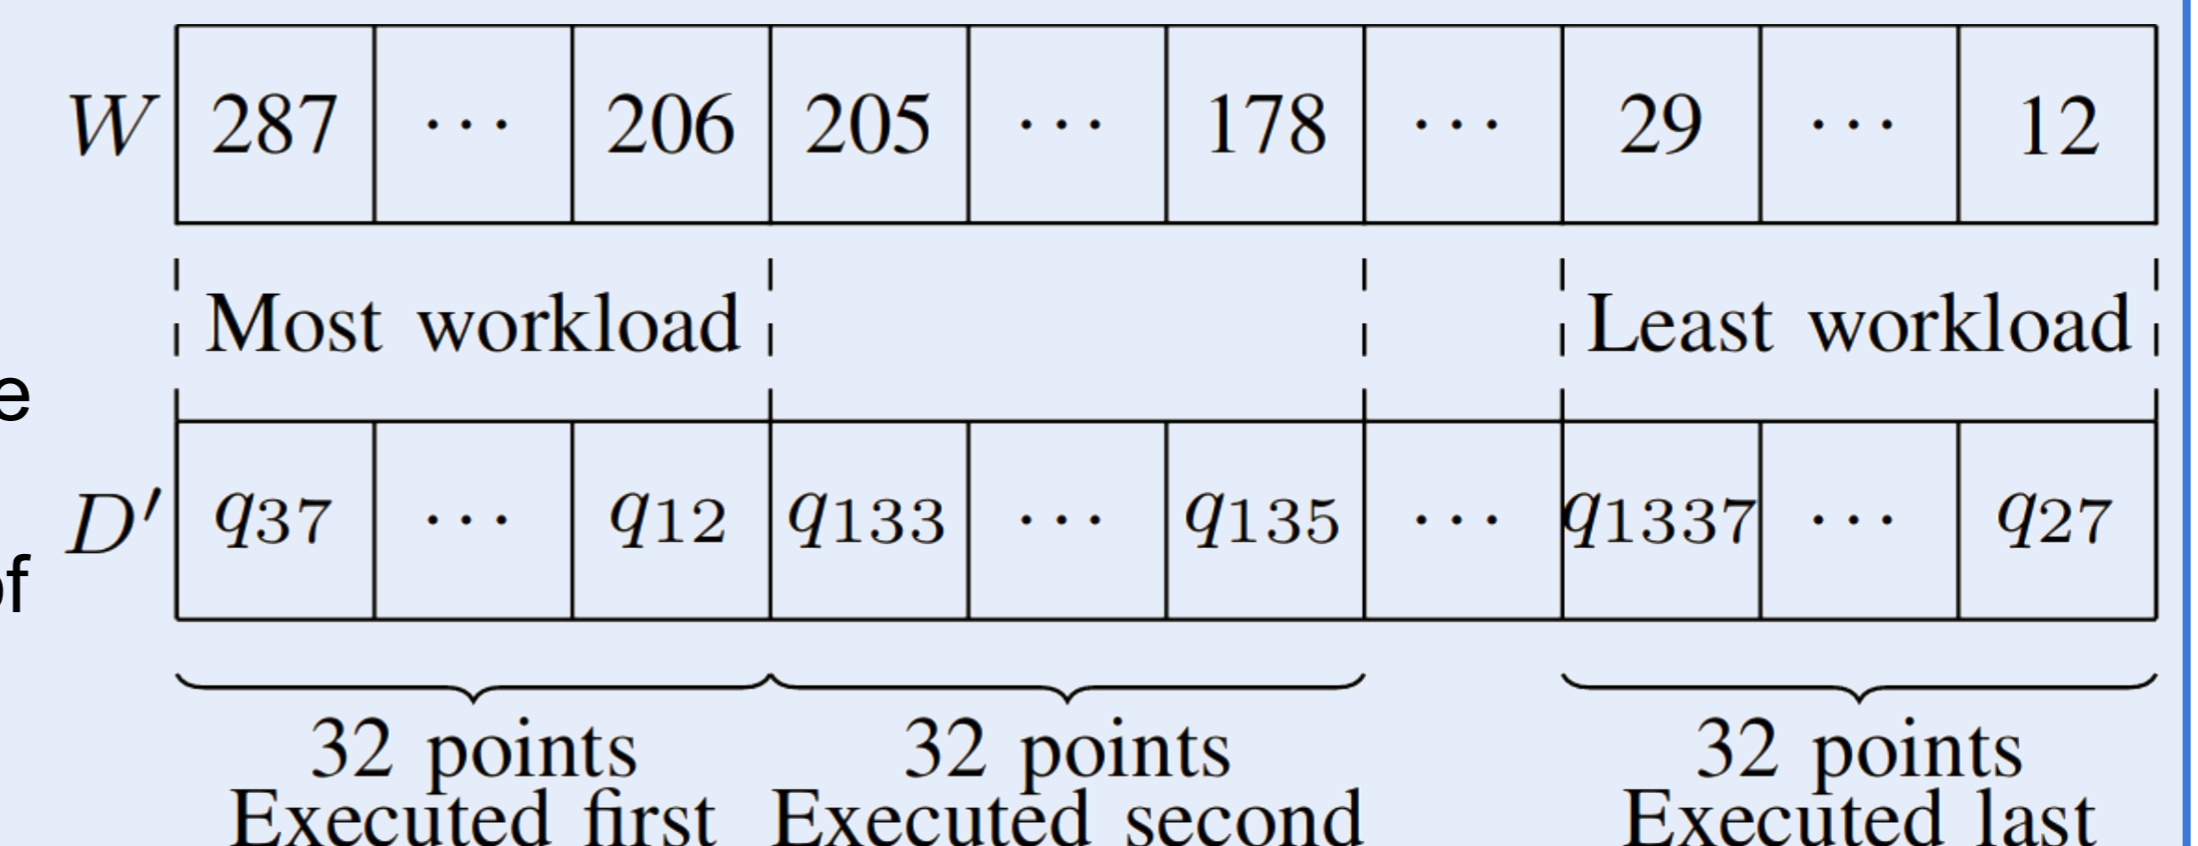 W 287 ⋯ 206 205 ⋯ 178 ⋯ 29 ⋯ 12
Most workload Least workload
e
D′ q37 ⋯ q12 q133 ⋯ q135 ⋯ q1337 ⋯ q27
of
32 points 32 points 32 points
Executed first Executed second Executed last